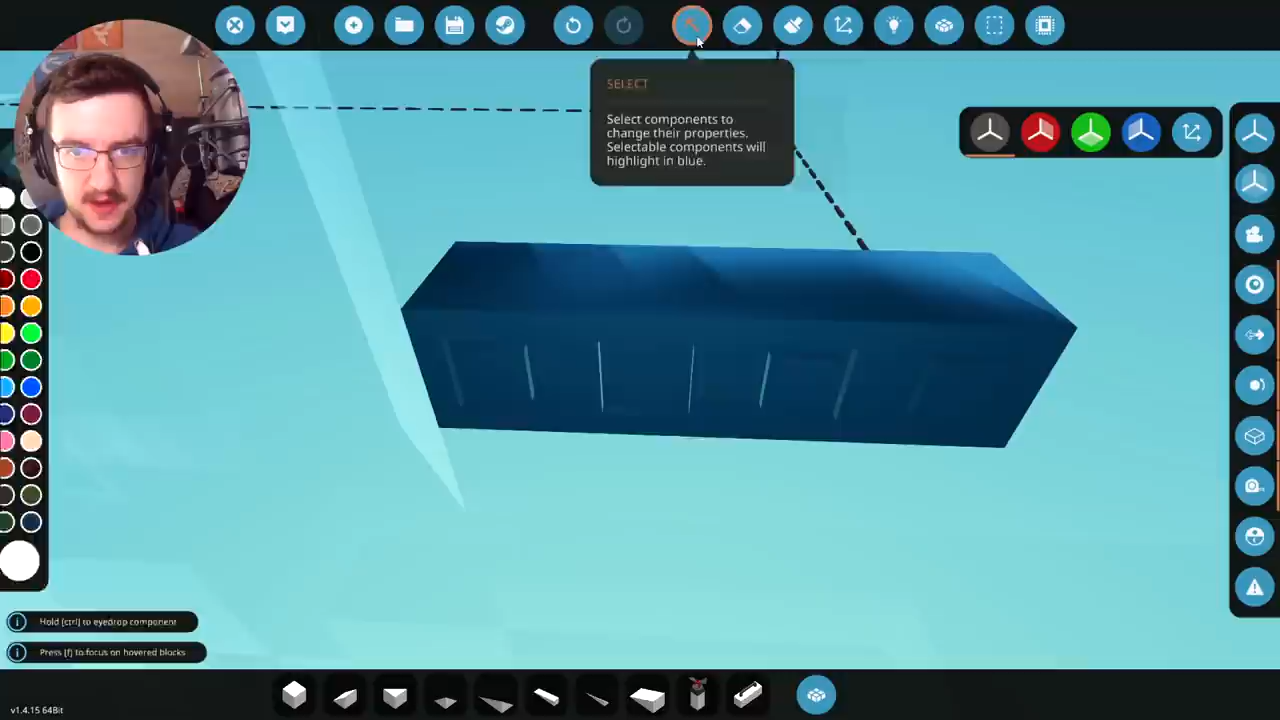 SELECT
Select components to
change their properties.
Selectable components will
highlight in blue.
Hold [ctrl] to eyedrop component
Press [f] to focus on hovered blocks
v1.4.15 64Bit